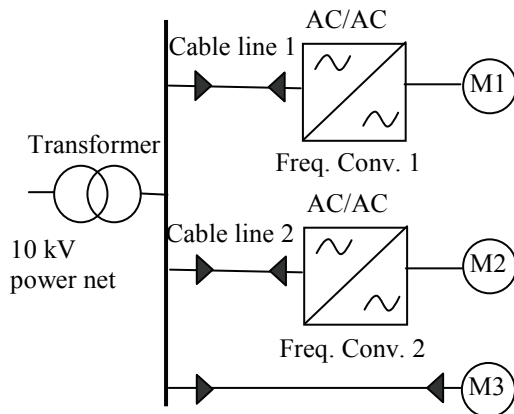 AC/AC
Cable line 1
M1
Transformer
Freq. Conv. 1
AC/AC
10 kV
power net
Cable line 2
M2
Freq. Conv. 2
M3